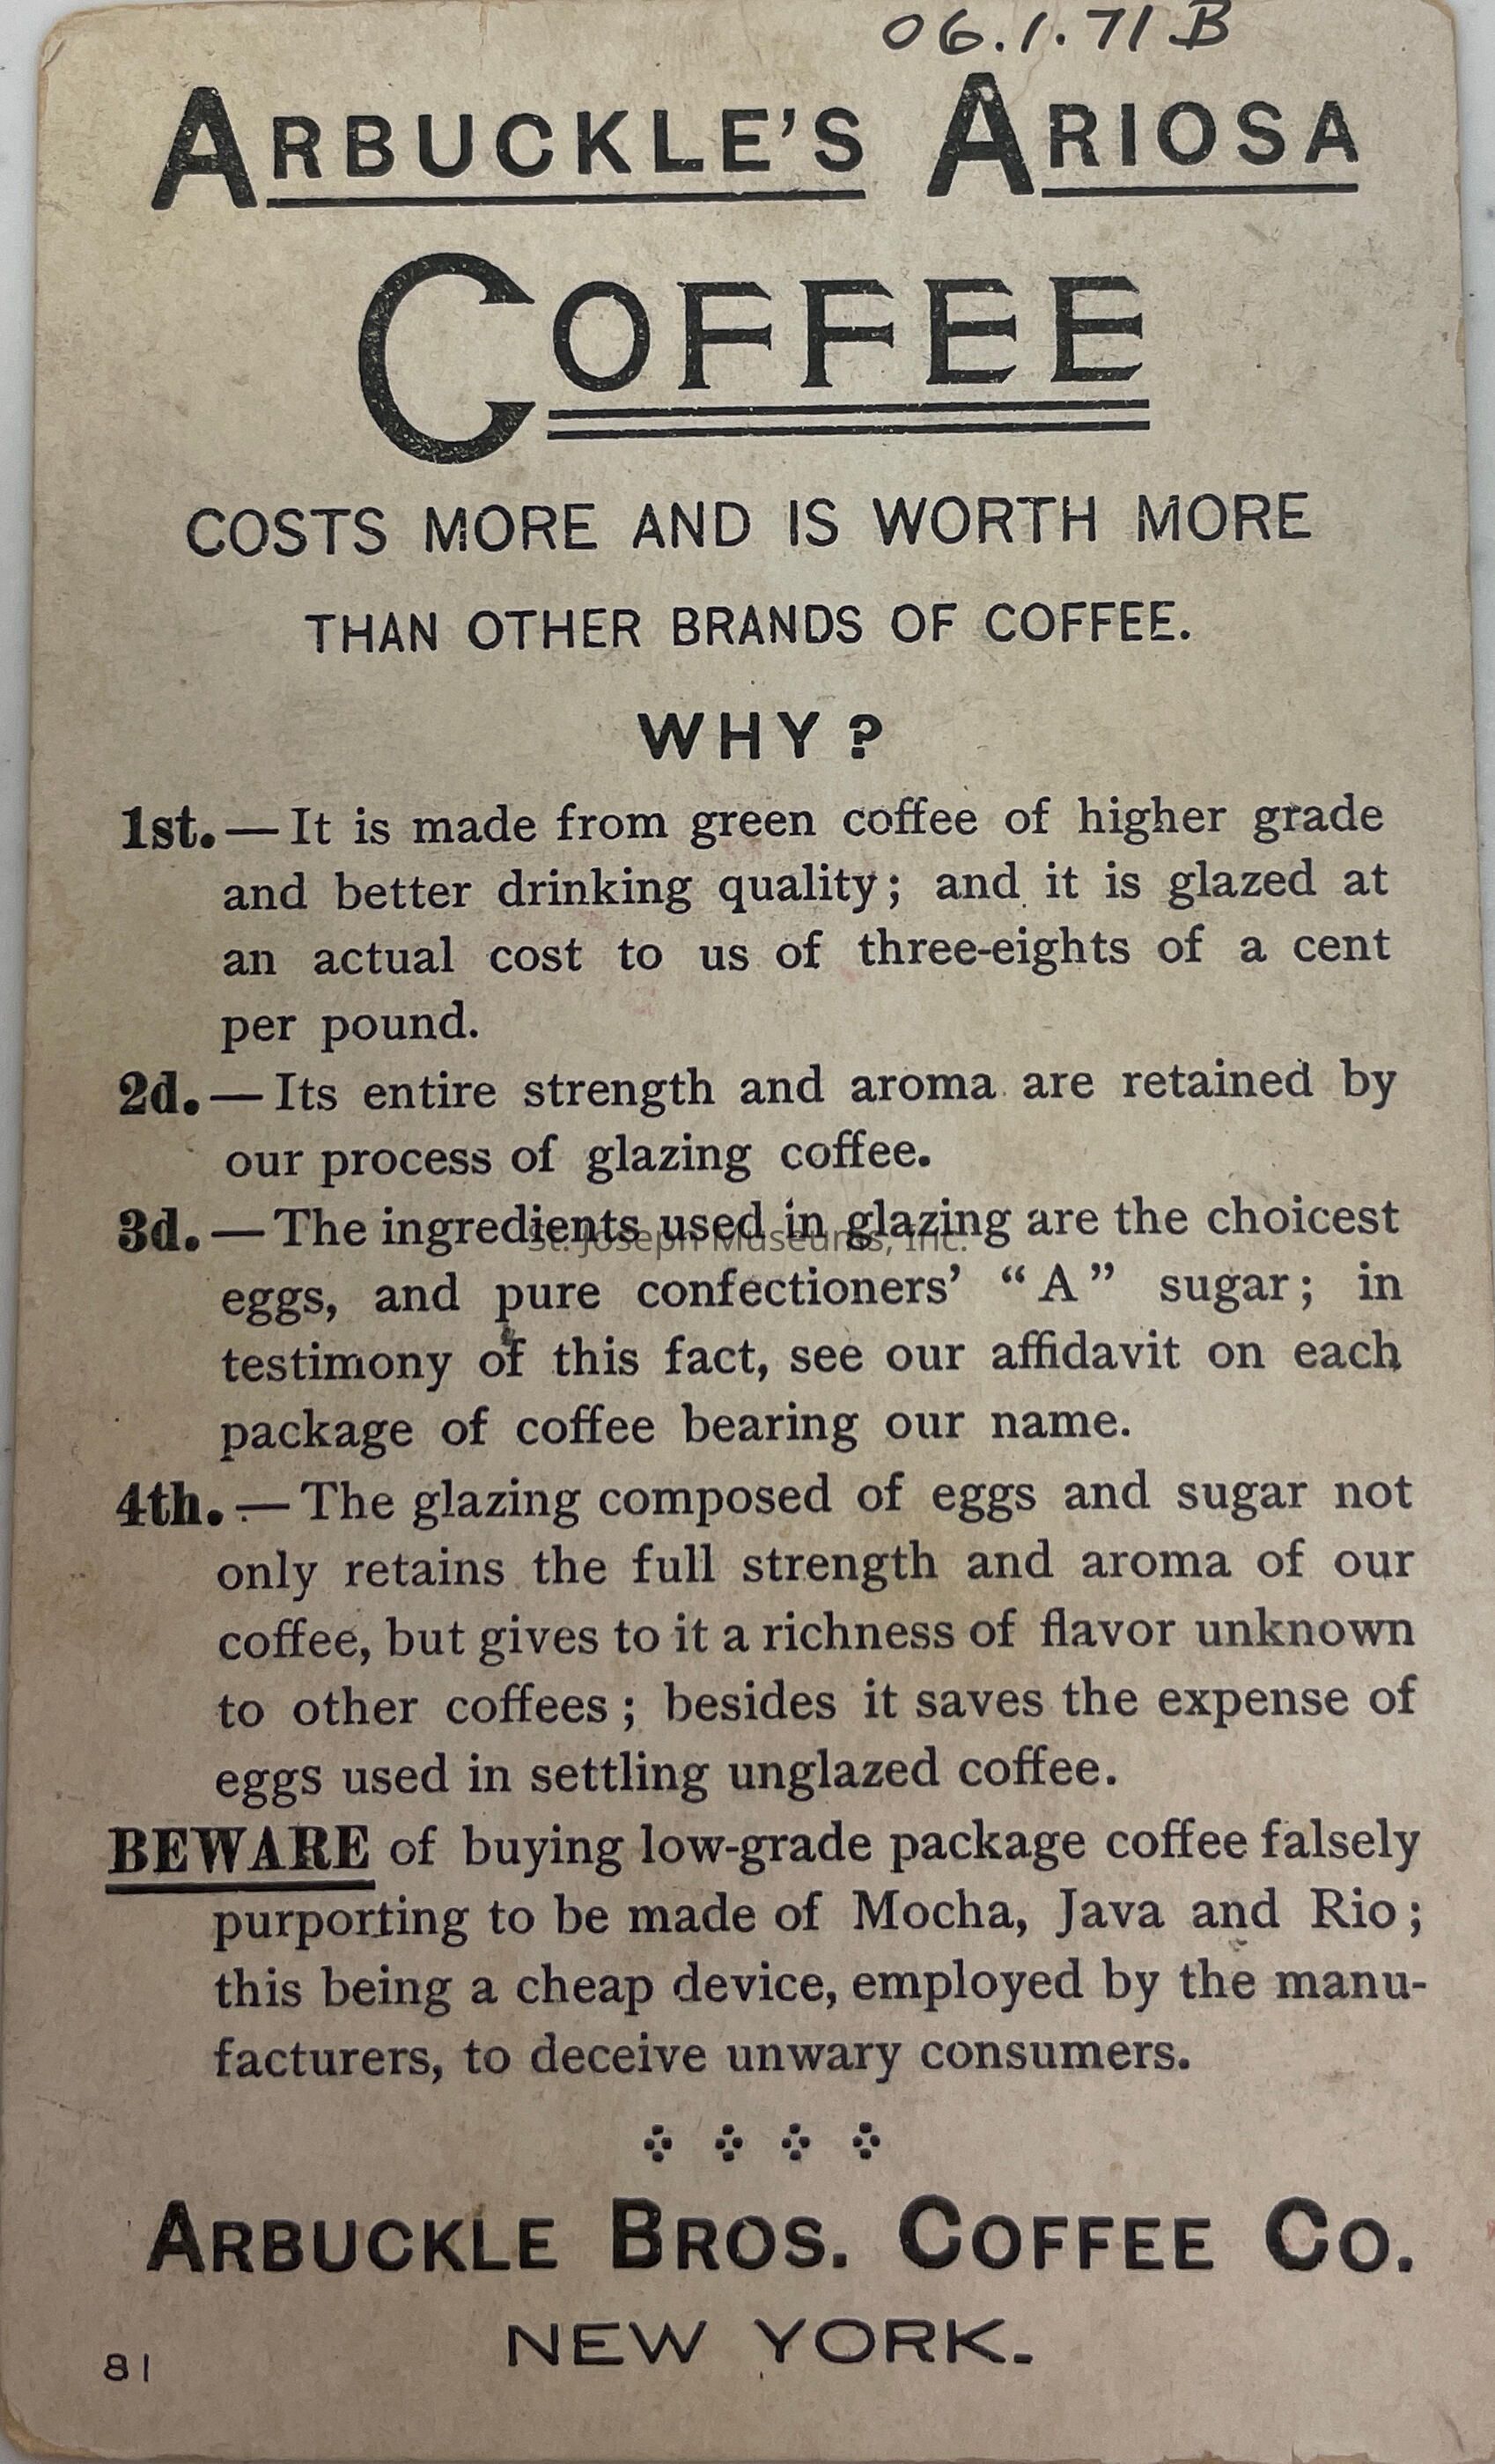 06.1.71 B
ARBUCKLE'S ARIOSA
COFFEE
COSTS MORE AND IS WORTH MORE
THAN OTHER BRANDS OF COFFEE.
WHY?
1st.—It is made from green coffee of higher grade
and better drinking quality; and it is glazed at
an actual cost to us of three-eights of a cent
per pound.
2d.—Its entire strength and aroma are retained by
our process of glazing coffee.
3d.—The ingredients used in glazing are the choicest
St. Joseph Museums, Inc.
eggs, and pure confectioners' "A" sugar; in
testimony of this fact, see our affidavit on each
package of coffee bearing our name.
4th.—The glazing composed of eggs and sugar not
only retains the full strength and aroma of our
coffee, but gives to it a richness of flavor unknown
to other coffees; besides it saves the expense of
eggs used in settling unglazed coffee.
BEWARE of buying low-grade package coffee falsely
purporting to be made of Mocha, Java and Rio;
this being a cheap device, employed by the manu-
facturers, to deceive unwary consumers.
ARBUCKLE BROS. COFFEE CO.
NEW YORK.
81